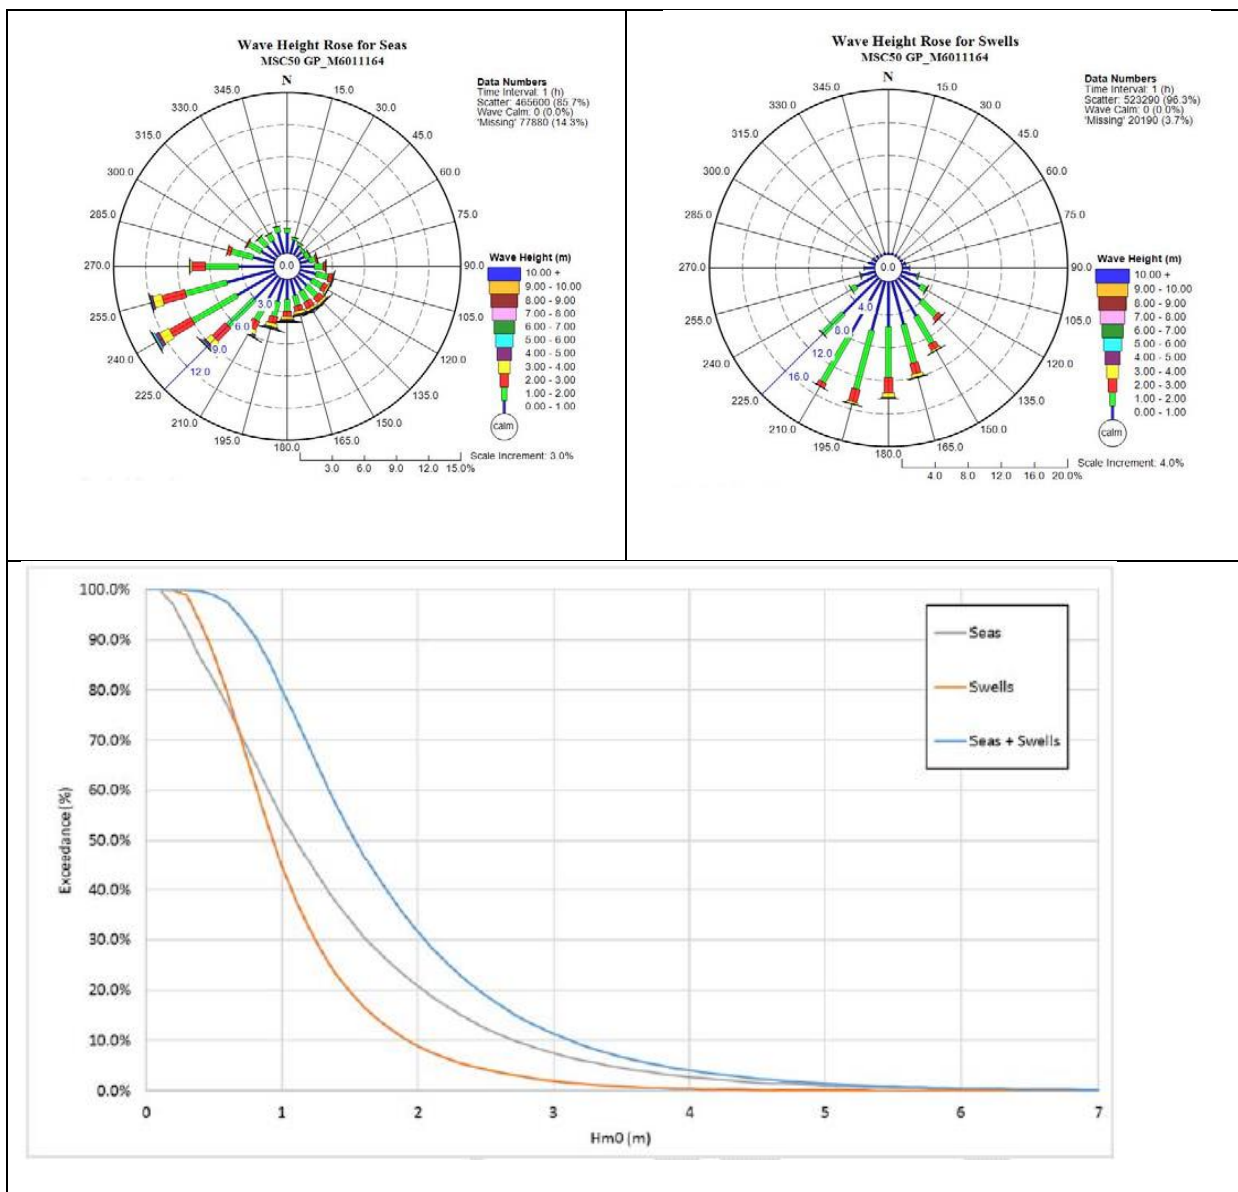 Wave Height Rose for Seas
MSC50 GP_M6011164
N
Data Numbers
Time Interval: 1 (h)
Scatter: 465600 (85.7%)
Wave Calm: 0 (0.0%)
'Missing' 77880 (14.3%)
345.0
15.0
330.0
30.0
315.0
45.0
300.0
60.0
285.0
75.0
270.0
0.0
90.0
255.0
105.0
240.0
120.0
225.0
135.0
210.0
150.0
195.0
165.0
180.0
3.0
6.0
9.0
12.0
Wave Height (m)
10.00 +
9.00 - 10.00
8.00 - 9.00
7.00 - 8.00
6.00 - 7.00
5.00 - 6.00
4.00 - 5.00
3.00 - 4.00
2.00 - 3.00
1.00 - 2.00
0.00 - 1.00
calm
Scale Increment: 3.0%
3.0 6.0 9.0 12.0 15.0%
Wave Height Rose for Swells
MSC50 GP_M6011164
N
Data Numbers
Time Interval: 1 (h)
Scatter: 523290 (96.3%)
Wave Calm: 0 (0.0%)
'Missing' 20190 (3.7%)
345.0
15.0
330.0
30.0
315.0
45.0
300.0
60.0
285.0
75.0
270.0
0.0
90.0
255.0
105.0
240.0
120.0
225.0
135.0
210.0
150.0
195.0
165.0
180.0
4.0
8.0
12.0
16.0
Wave Height (m)
10.00 +
9.00 - 10.00
8.00 - 9.00
7.00 - 8.00
6.00 - 7.00
5.00 - 6.00
4.00 - 5.00
3.00 - 4.00
2.00 - 3.00
1.00 - 2.00
0.00 - 1.00
calm
Scale Increment: 4.0%
4.0 8.0 12.0 16.0 20.0%
100.0%
90.0%
80.0%
70.0%
60.0%
50.0%
40.0%
30.0%
20.0%
10.0%
0.0%
Exceedance (%)
0 1 2 3 4 5 6 7
Hm0 (m)
Seas
Swells
Seas + Swells